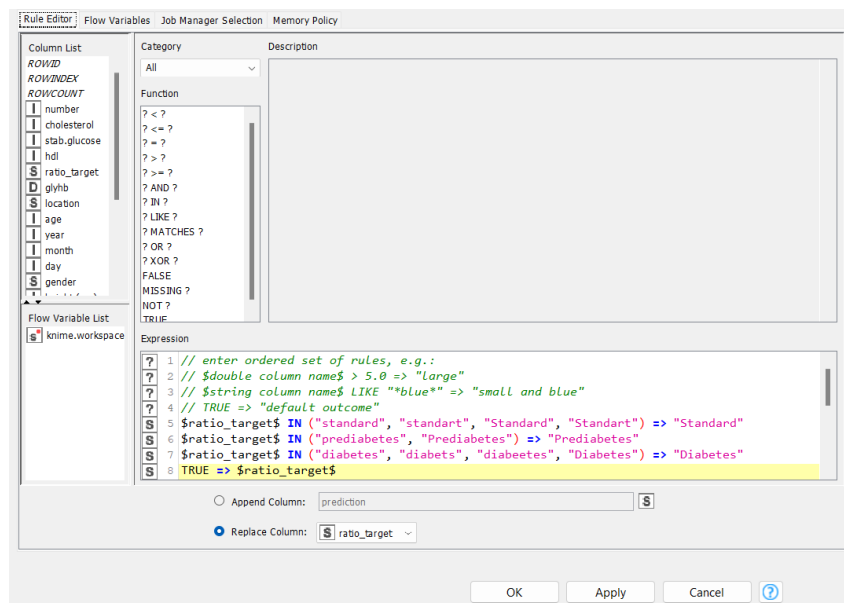 Rule Editor Flow Variables Job Manager Selection Memory Policy
Column List
ROWID
ROWINDEX
ROWCOUNT
I number
I cholesterol
I stab.glucose
I hdl
S ratio_target
D glyhb
S location
I age
I year
I month
I day
S gender
Flow Variable List
s knime.workspace
Category
All
Function
? < ?
? <= ?
? = ?
? > ?
? >= ?
? AND ?
? IN ?
? LIKE ?
? MATCHES ?
? OR ?
? XOR ?
FALSE
MISSING ?
NOT ?
TRUE
Description
Expression
? 1 // enter ordered set of rules, e.g.:
? 2 // $double column name$ > 5.0 => "large"
? 3 // $string column name$ LIKE "*blue*" => "small and blue"
? 4 // TRUE => "default outcome"
S 5 $ratio_target$ IN ("standard", "standart", "Standard", "Standart") => "Standard"
S 6 $ratio_target$ IN ("prediabetes", "Prediabetes") => "Prediabetes"
S 7 $ratio_target$ IN ("diabetes", "diabets", "diabeetes", "Diabetes") => "Diabetes"
S 8 TRUE => $ratio_target$
Append Column: prediction S
Replace Column: S ratio_target
OK Apply Cancel ?